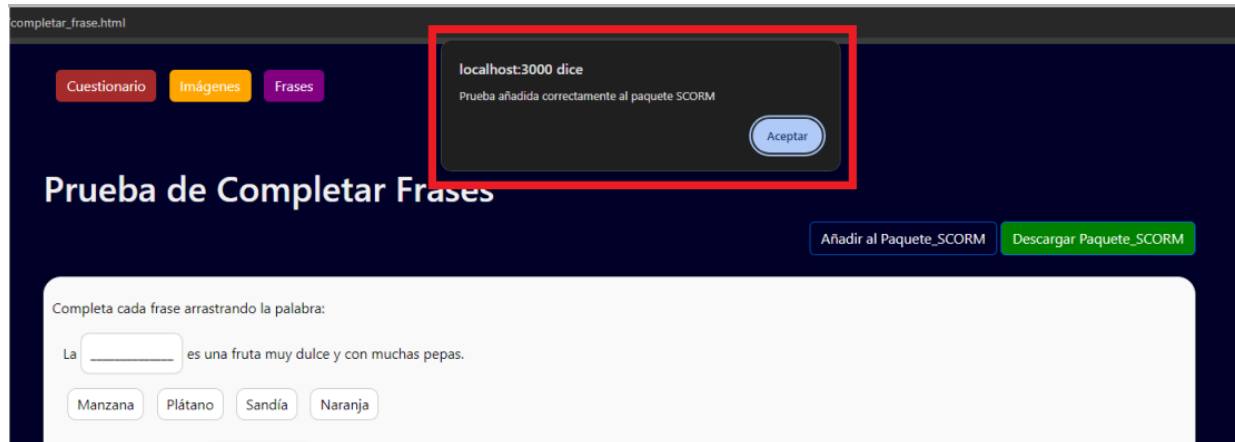 completar_frase.html
localhost:3000 dice
Prueba añadida correctamente al paquete SCORM
Aceptar
Cuestionario Imágenes Frases
Prueba de Completar Frases
Añadir al Paquete_SCORM Descargar Paquete_SCORM
Completa cada frase arrastrando la palabra:
La _____________ es una fruta muy dulce y con muchas pepas.
Manzana Plátano Sandía Naranja